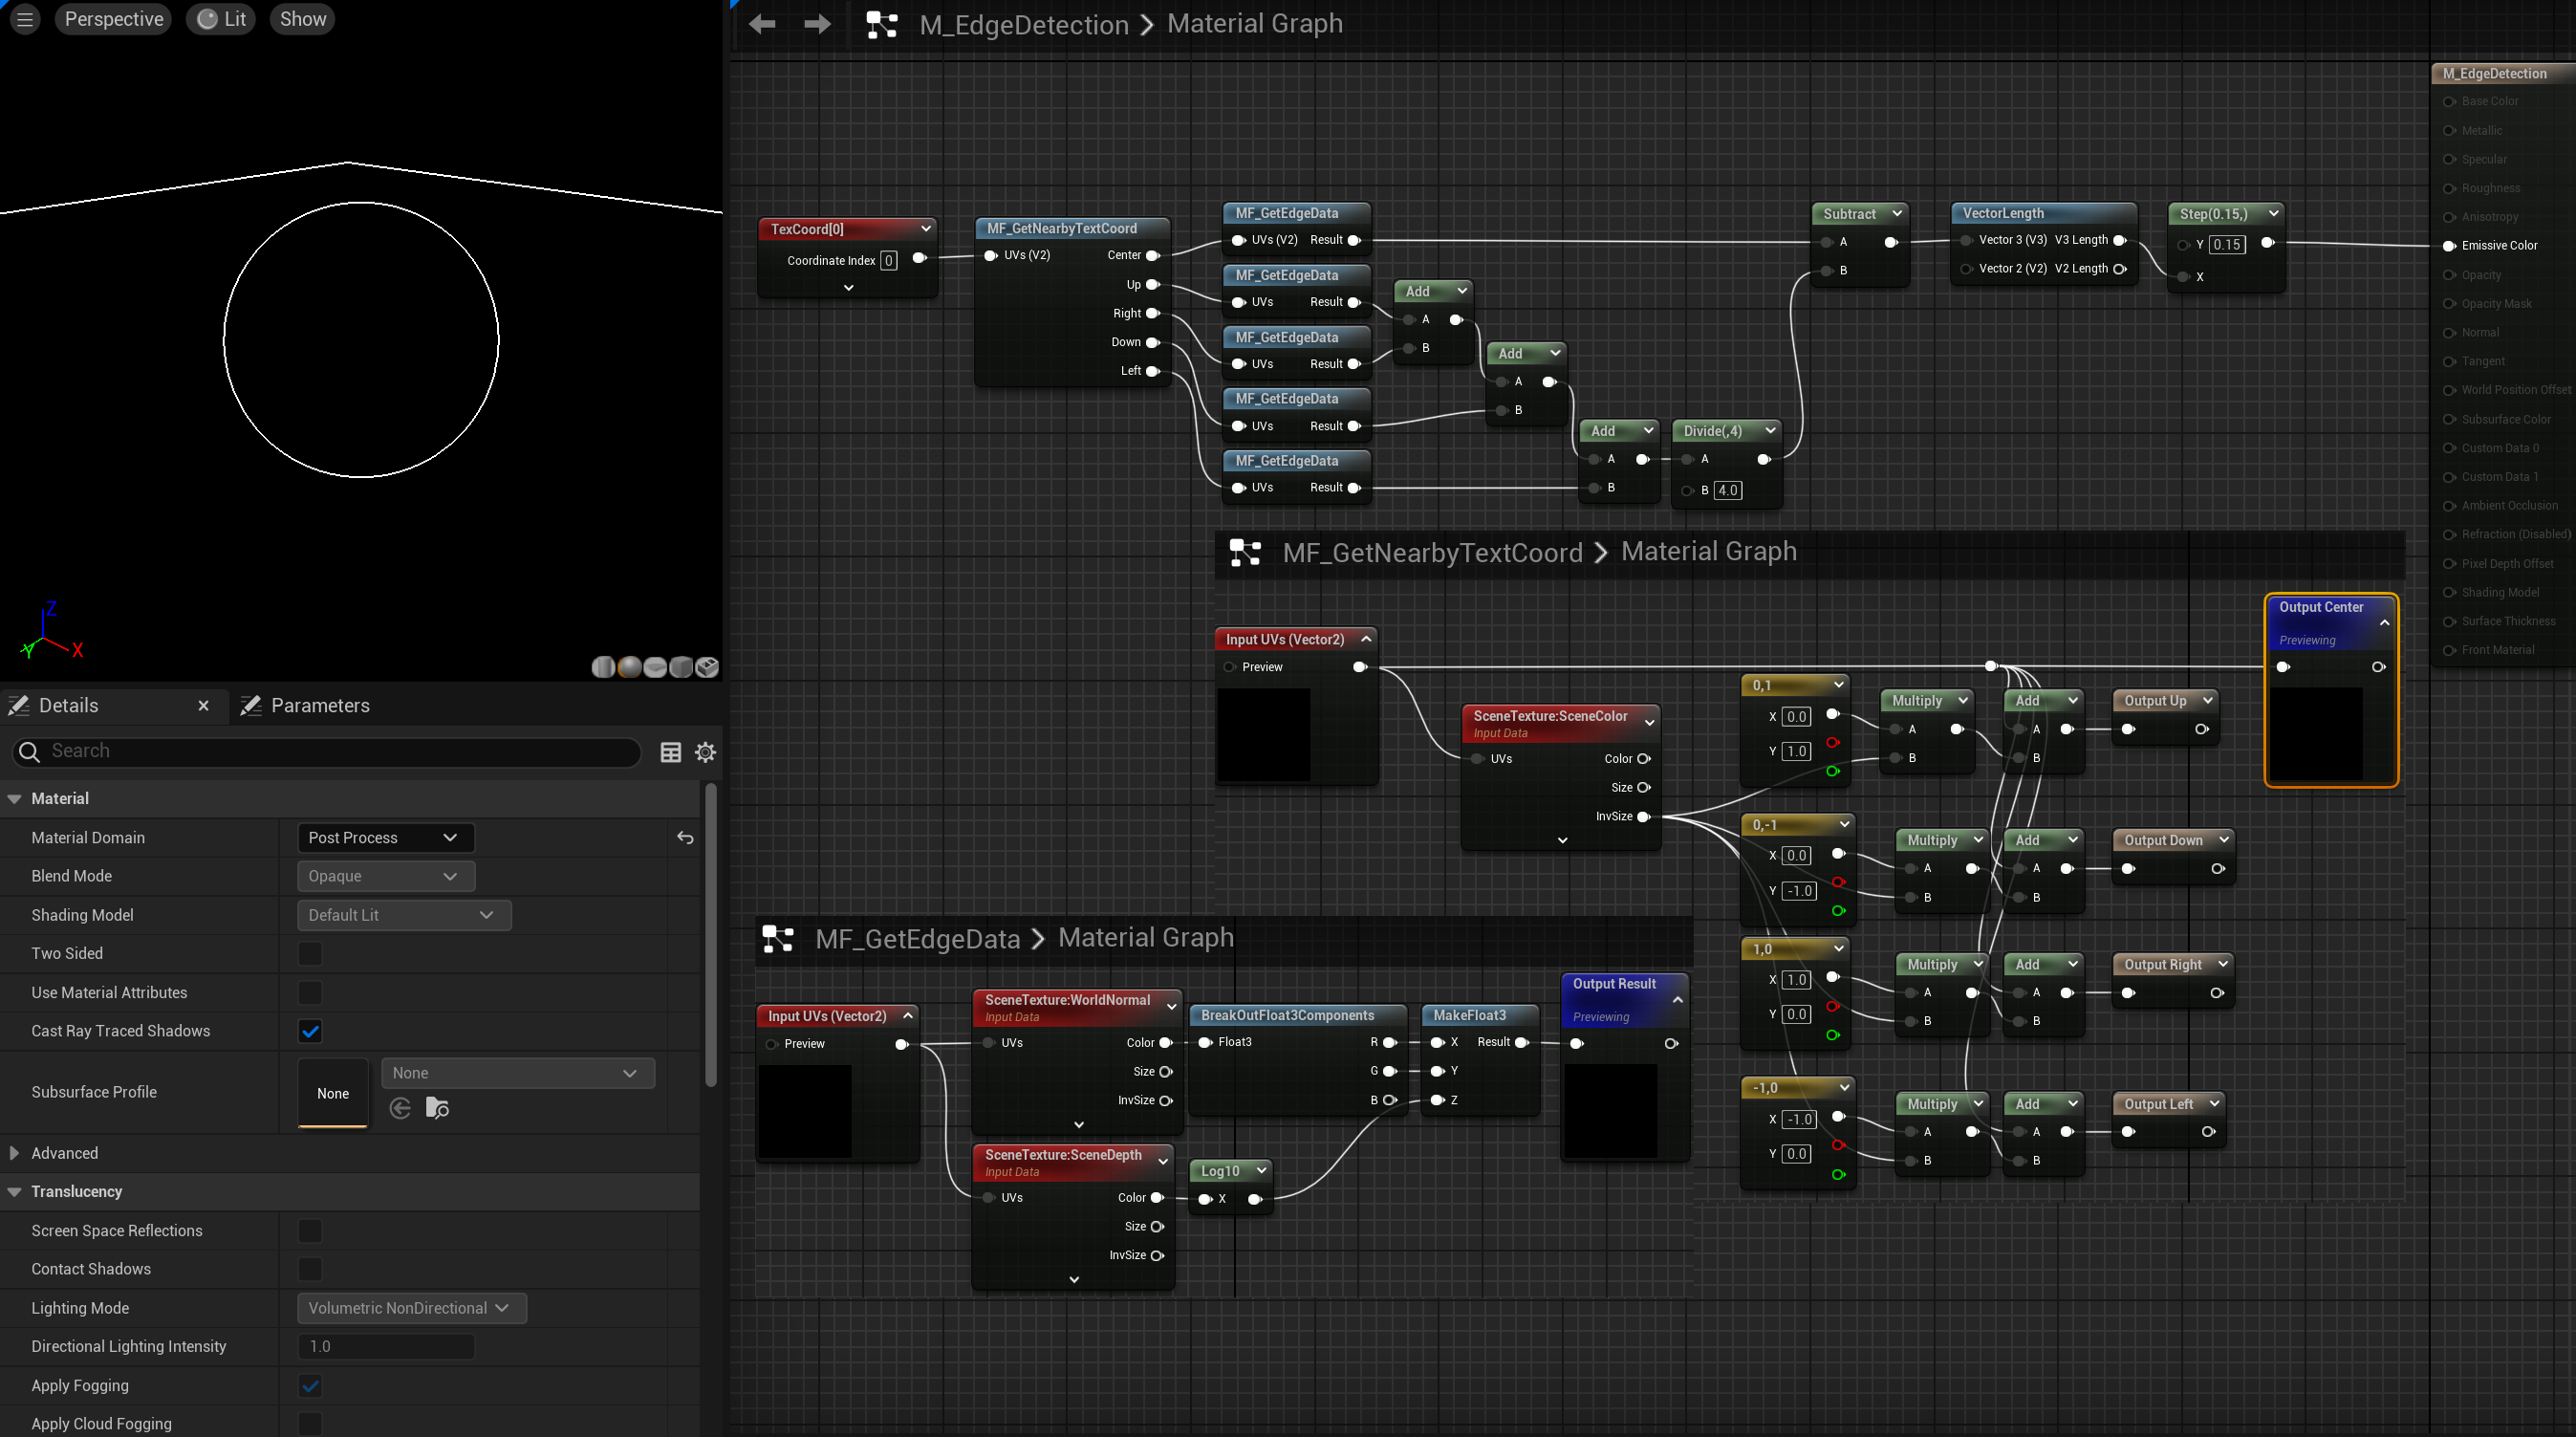 Perspective
Lit
Show
M_EdgeDetection > Material Graph
M_EdgeDetection
Base Color
Metallic
Specular
Roughness
Anisotropy
Emissive Color
Opacity
Opacity Mask
Normal
Tangent
World Position Offset
Subsurface Color
Custom Data 0
Custom Data 1
Ambient Occlusion
Refraction (Disabled)
Pixel Depth Offset
Shading Model
Surface Thickness
Front Material
TexCoord[0]
Coordinate Index 0
MF_GetNearbyTextCoord
UVs (V2) Center
Up
Right
Down
Left
MF_GetEdgeData
UVs (V2) Result
MF_GetEdgeData
UVs Result
MF_GetEdgeData
UVs Result
MF_GetEdgeData
UVs Result
MF_GetEdgeData
UVs Result
Add
A
B
Add
A
B
Add
A
B
Divide(,4)
A
B 4.0
Subtract
A
B
VectorLength
Vector 3 (V3) V3 Length
Vector 2 (V2) V2 Length
Step(0.15,)
Y 0.15
X
MF_GetNearbyTextCoord > Material Graph
Input UVs (Vector2)
Preview
SceneTexture:SceneColor
Input Data
UVs Color
Size
InvSize
0,1
X 0.0
Y 1.0
Multiply
A
B
Add
A
B
Output Up
Output Center
Previewing
0,-1
X 0.0
Y -1.0
Multiply
A
B
Add
A
B
Output Down
1,0
X 1.0
Y 0.0
Multiply
A
B
Add
A
B
Output Right
-1,0
X -1.0
Y 0.0
Multiply
A
B
Add
A
B
Output Left
MF_GetEdgeData > Material Graph
Input UVs (Vector2)
Preview
SceneTexture:WorldNormal
Input Data
UVs Color
Size
InvSize
SceneTexture:SceneDepth
Input Data
UVs Color
Size
InvSize
BreakOutFloat3Components
Float3 R
G
B
Log10
X
MakeFloat3
X Result
Y
Z
Output Result
Previewing
Z
Y
X
Details
Parameters
Search
Material
Material Domain Post Process
Blend Mode Opaque
Shading Model Default Lit
Two Sided
Use Material Attributes
Cast Ray Traced Shadows
Subsurface Profile None None
Advanced
Translucency
Screen Space Reflections
Contact Shadows
Lighting Mode Volumetric NonDirectional
Directional Lighting Intensity 1.0
Apply Fogging
Apply Cloud Fogging